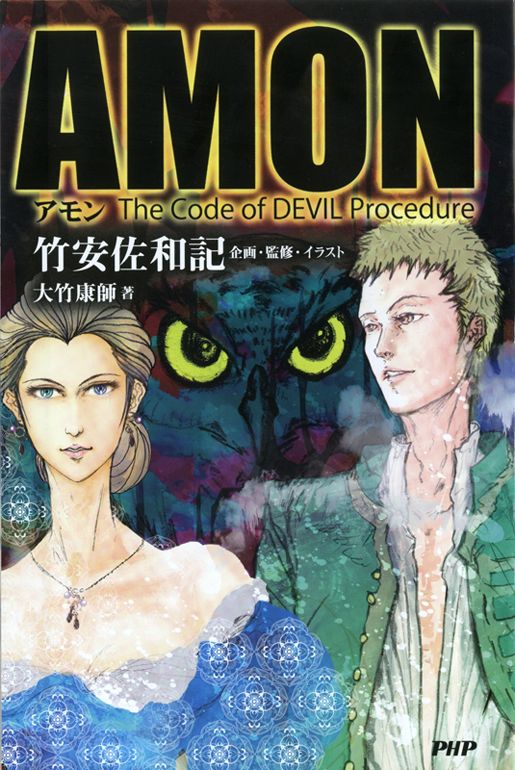 AMON
アモン The Code of DEVIL Procedure
竹安佐和記 企画・監修・イラスト
大竹康師 著
PHP